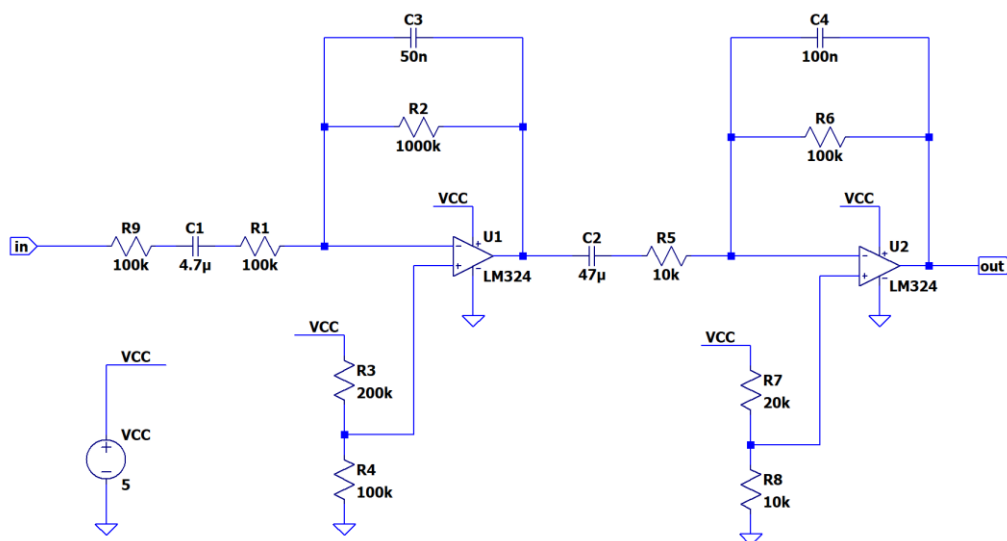 C3
50n
R2
1000k
VCC
U1
LM324
in
R9
100k
C1
4.7µ
R1
100k
C2
47µ
R5
10k
C4
100n
R6
100k
VCC
U2
LM324
out
VCC
R3
200k
R4
100k
VCC
R7
20k
R8
10k
VCC
VCC
5